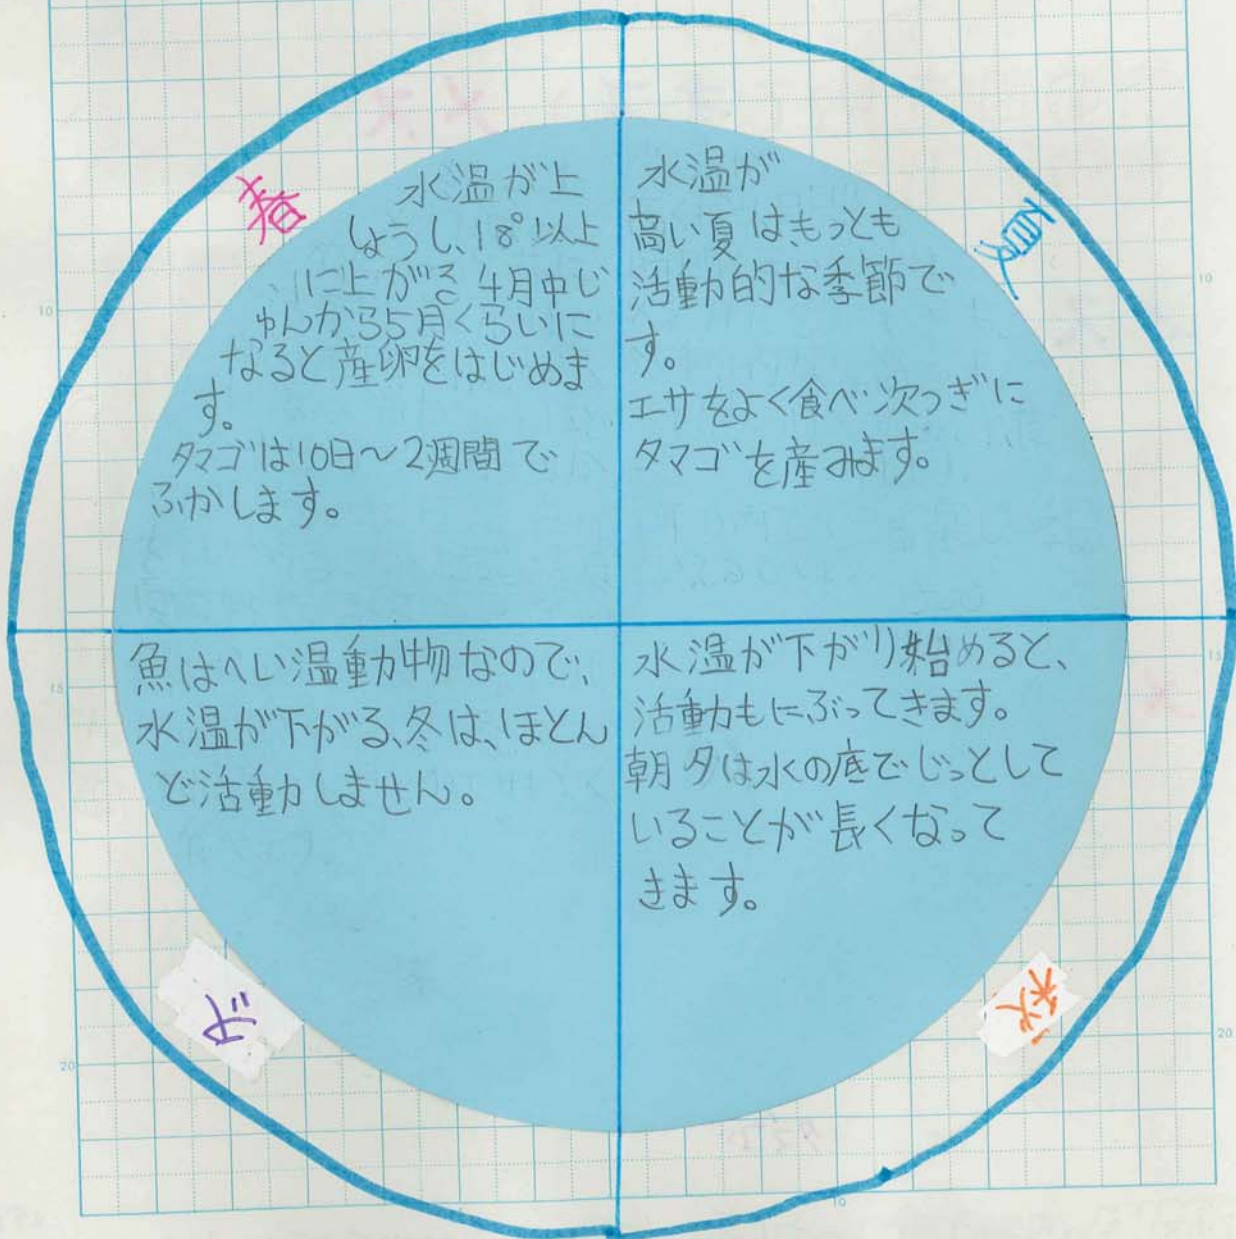 春
水温が上
しょうし、18°以上
に上がる 4月中じ
ゅんから5月くらいに
なると産卵をはじめま
す。
タマゴは10日～2週間で
ふかします。
夏
水温が
高い夏はもっとも
活動的な季節で
す。
エサをよく食べ次つぎに
タマゴを産みます。
魚はへい温動物なので、
水温が下がる、冬は、ほとん
ど活動しません。
冬
水温が下がり始めると、
活動もにぶってきます。
朝夕は水の底でじっとして
いることが長くなって
きます。
秋
10
15
20
10
15
20
10